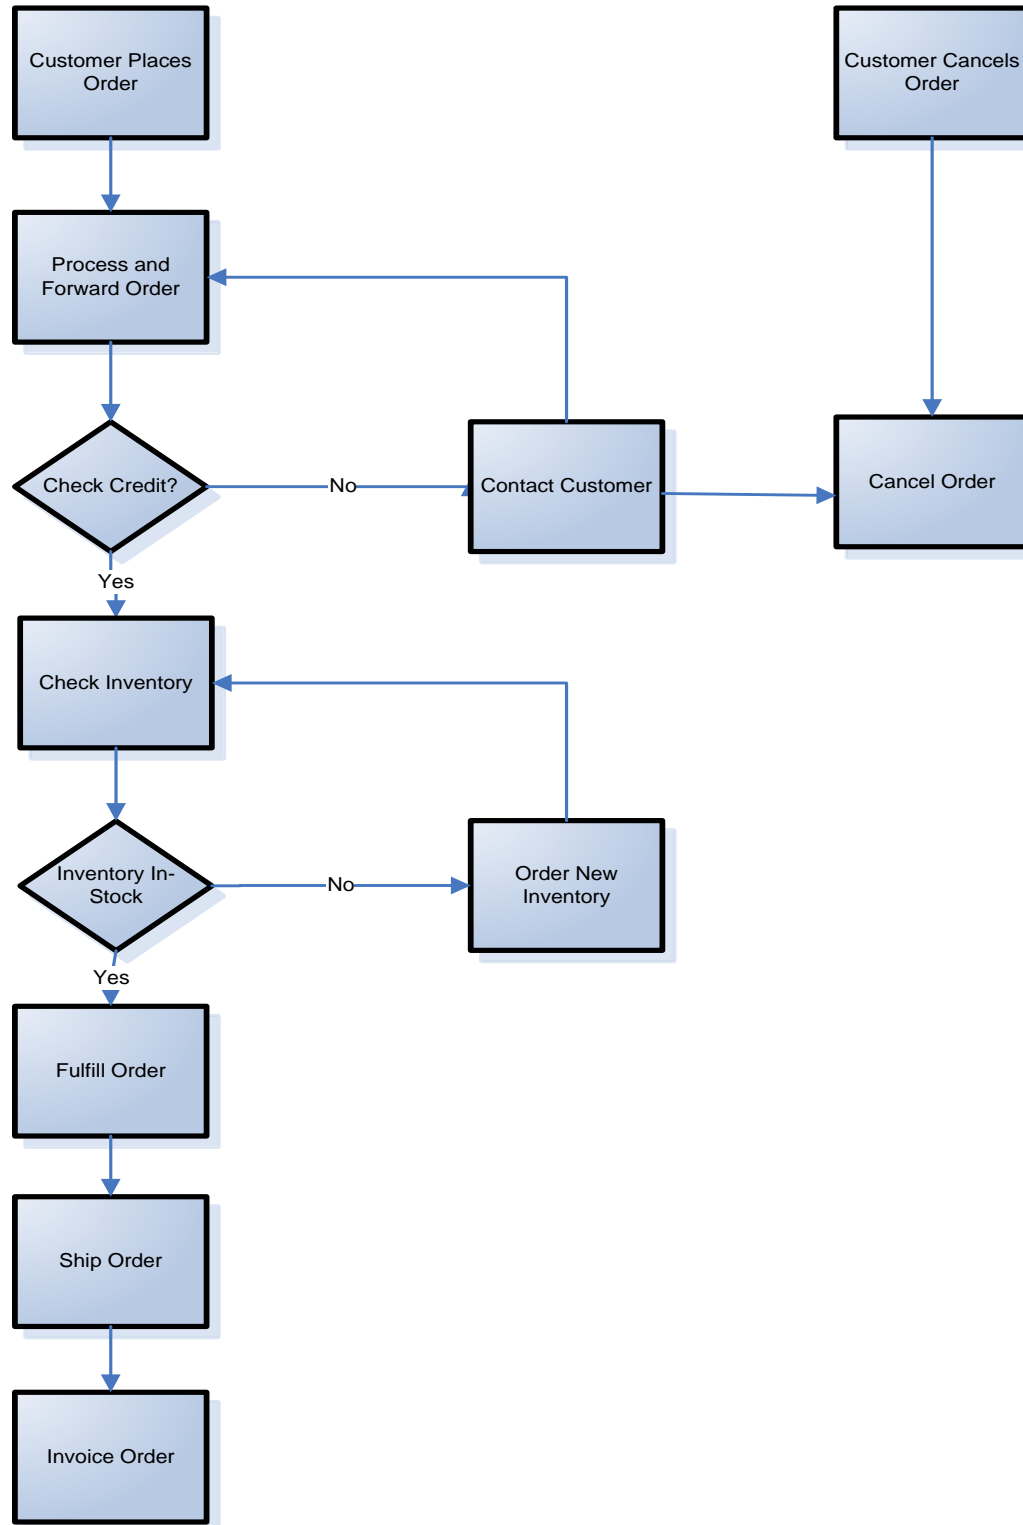 Customer Places
Order
Customer Cancels
Order
Process and
Forward Order
Check Credit?
No
Contact Customer
Cancel Order
Yes
Check Inventory
Inventory In-
Stock
No
Order New
Inventory
Yes
Fulfill Order
Ship Order
Invoice Order